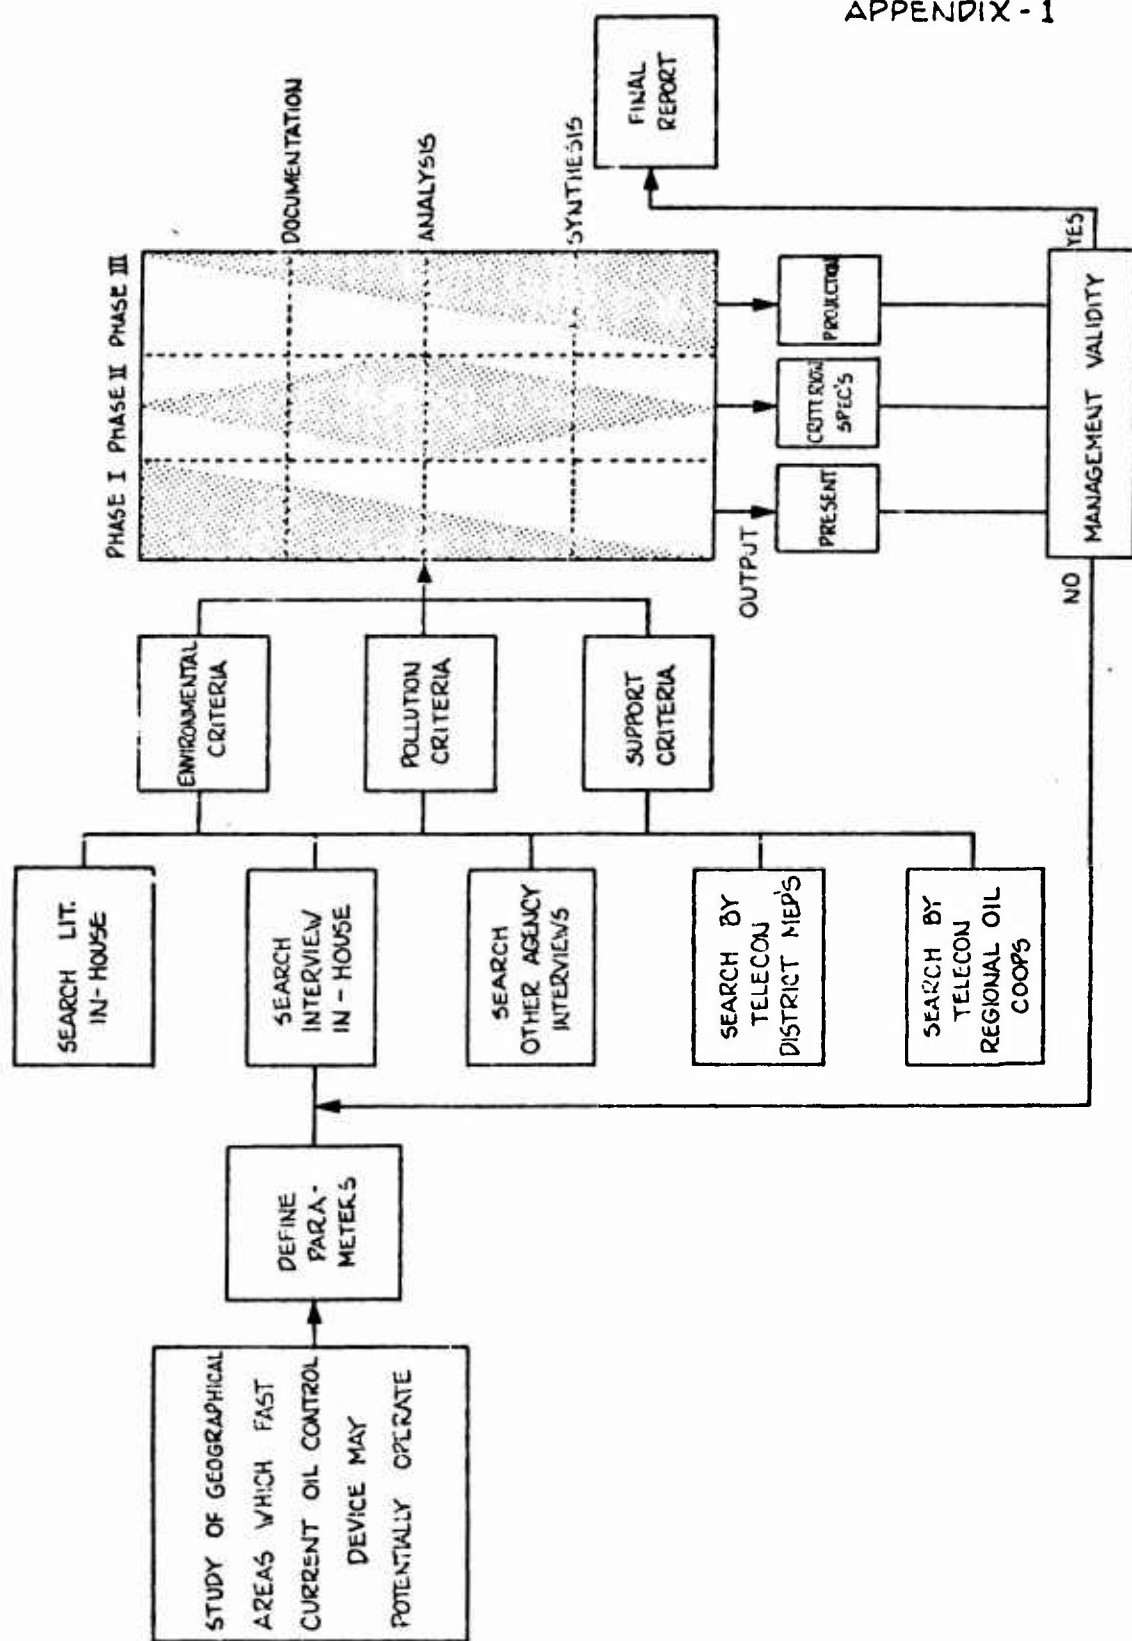 APPENDIX - 1
STUDY OF GEOGRAPHICAL
AREAS WHICH FAST
CURRENT OIL CONTROL
DEVICE MAY
POTENTIALLY OPERATE
DEFINE
PARA-
METERS
SEARCH LIT.
IN-HOUSE
SEARCH
INTERVIEW
IN-HOUSE
SEARCH
OTHER AGENCY
INTERVIEWS
SEARCH BY
TELECON
DISTRICT MEP'S
SEARCH BY
TELECON
REGIONAL OIL
COOPS
ENVIRONMENTAL
CRITERIA
POLLUTION
CRITERIA
SUPPORT
CRITERIA
PHASE I
PHASE II
PHASE III
DOCUMENTATION
ANALYSIS
SYNTHESIS
OUTPUT
PRESENT
CRITERION
SPEC'S
PROJECTION
NO
MANAGEMENT VALIDITY
YES
FINAL
REPORT